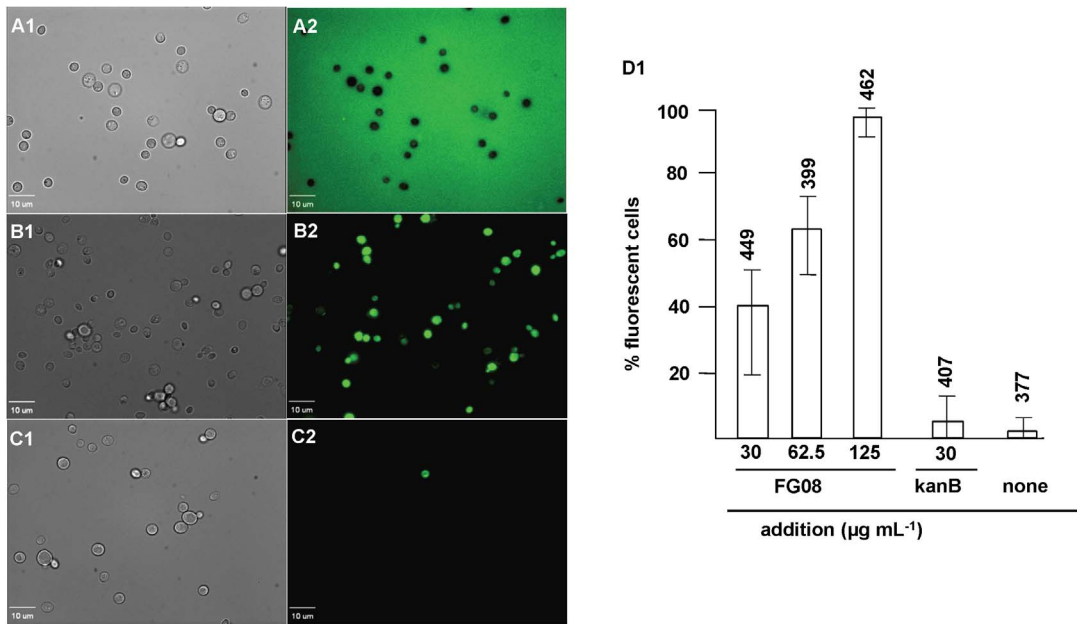 A1
10 um
A2
10 um
B1
10 um
B2
10 um
C1
10 um
C2
10 um
D1
% fluorescent cells
100
80
60
40
20
449
399
462
407
377
30 62.5 125 30
FG08 kanB none
addition (µg mL⁻¹)